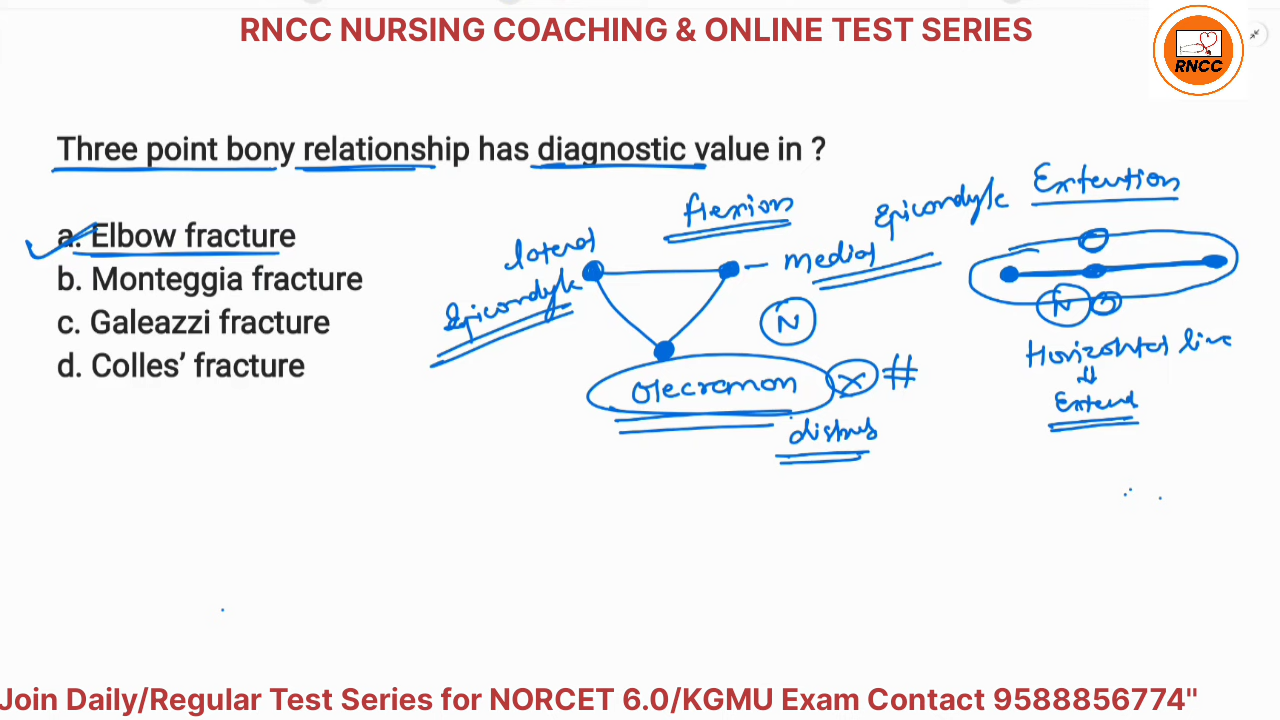 RNCC NURSING COACHING & ONLINE TEST SERIES
RNCC
Three point bony relationship has diagnostic value in ?
a. Elbow fracture
b. Monteggia fracture
c. Galeazzi fracture
d. Colles’ fracture
flexion
lateral
Epicondyle
medial
Epicondyle
N
Olecranon
X #
Extention
N
Horizontal line
⇓
Extend
Join Daily/Regular Test Series for NORCET 6.0/KGMU Exam Contact 9588856774"